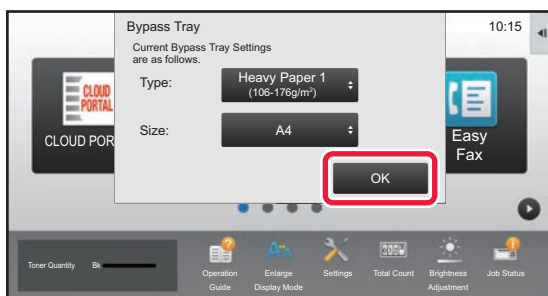 Bypass Tray
10:15
Current Bypass Tray Settings
are as follows.
Type:
Heavy Paper 1
(106-176g/m²)
Size:
A4
OK
CLOUD
PORTAL
CLOUD POR
Easy
Fax
Toner Quantity
Bk
Operation
Guide
Enlarge
Display Mode
Settings
Total Count
Brightness
Adjustment
Job Status